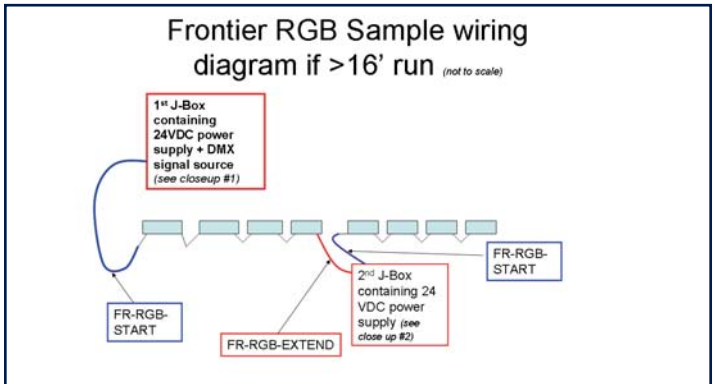 Frontier RGB Sample wiring
diagram if >16' run (not to scale)
1st J-Box
containing
24VDC power
supply + DMX
signal source
(see closeup #1)
FR-RGB-
START
FR-RGB-EXTEND
2nd J-Box
containing 24
VDC power
supply (see
close up #2)
FR-RGB-
START